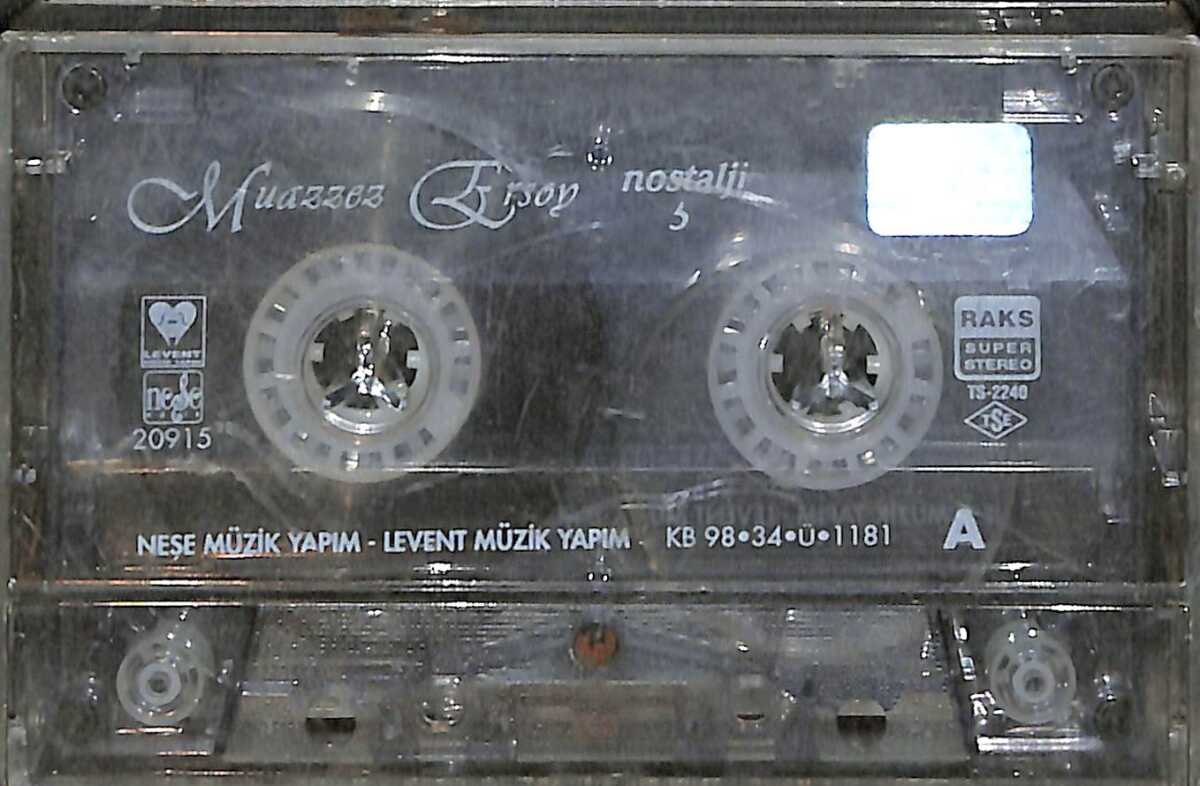 Muazzez Ersoy nostalji
5
LEVENT
neşe
20915
RAKS
SUPER
STEREO
TS-2240
TSE
NEŞE MÜZİK YAPIM - LEVENT MÜZİK YAPIM KB 98•34•Ü•1181 A